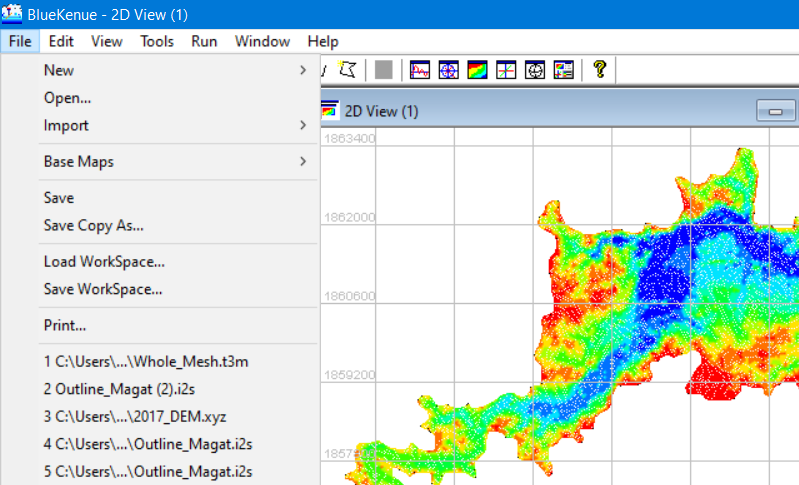 BlueKenue - 2D View (1)
File Edit View Tools Run Window Help
New
Open...
Import
Base Maps
Save
Save Copy As...
Load WorkSpace...
Save WorkSpace...
Print...
1 C:\Users\...\Whole_Mesh.t3m
2 Outline_Magat (2).i2s
3 C:\Users\...\2017_DEM.xyz
4 C:\Users\...\Outline_Magat.i2s
5 C:\Users\...\Outline_Magat.i2s
2D View (1)
1863400
1862000
1860600
1859200